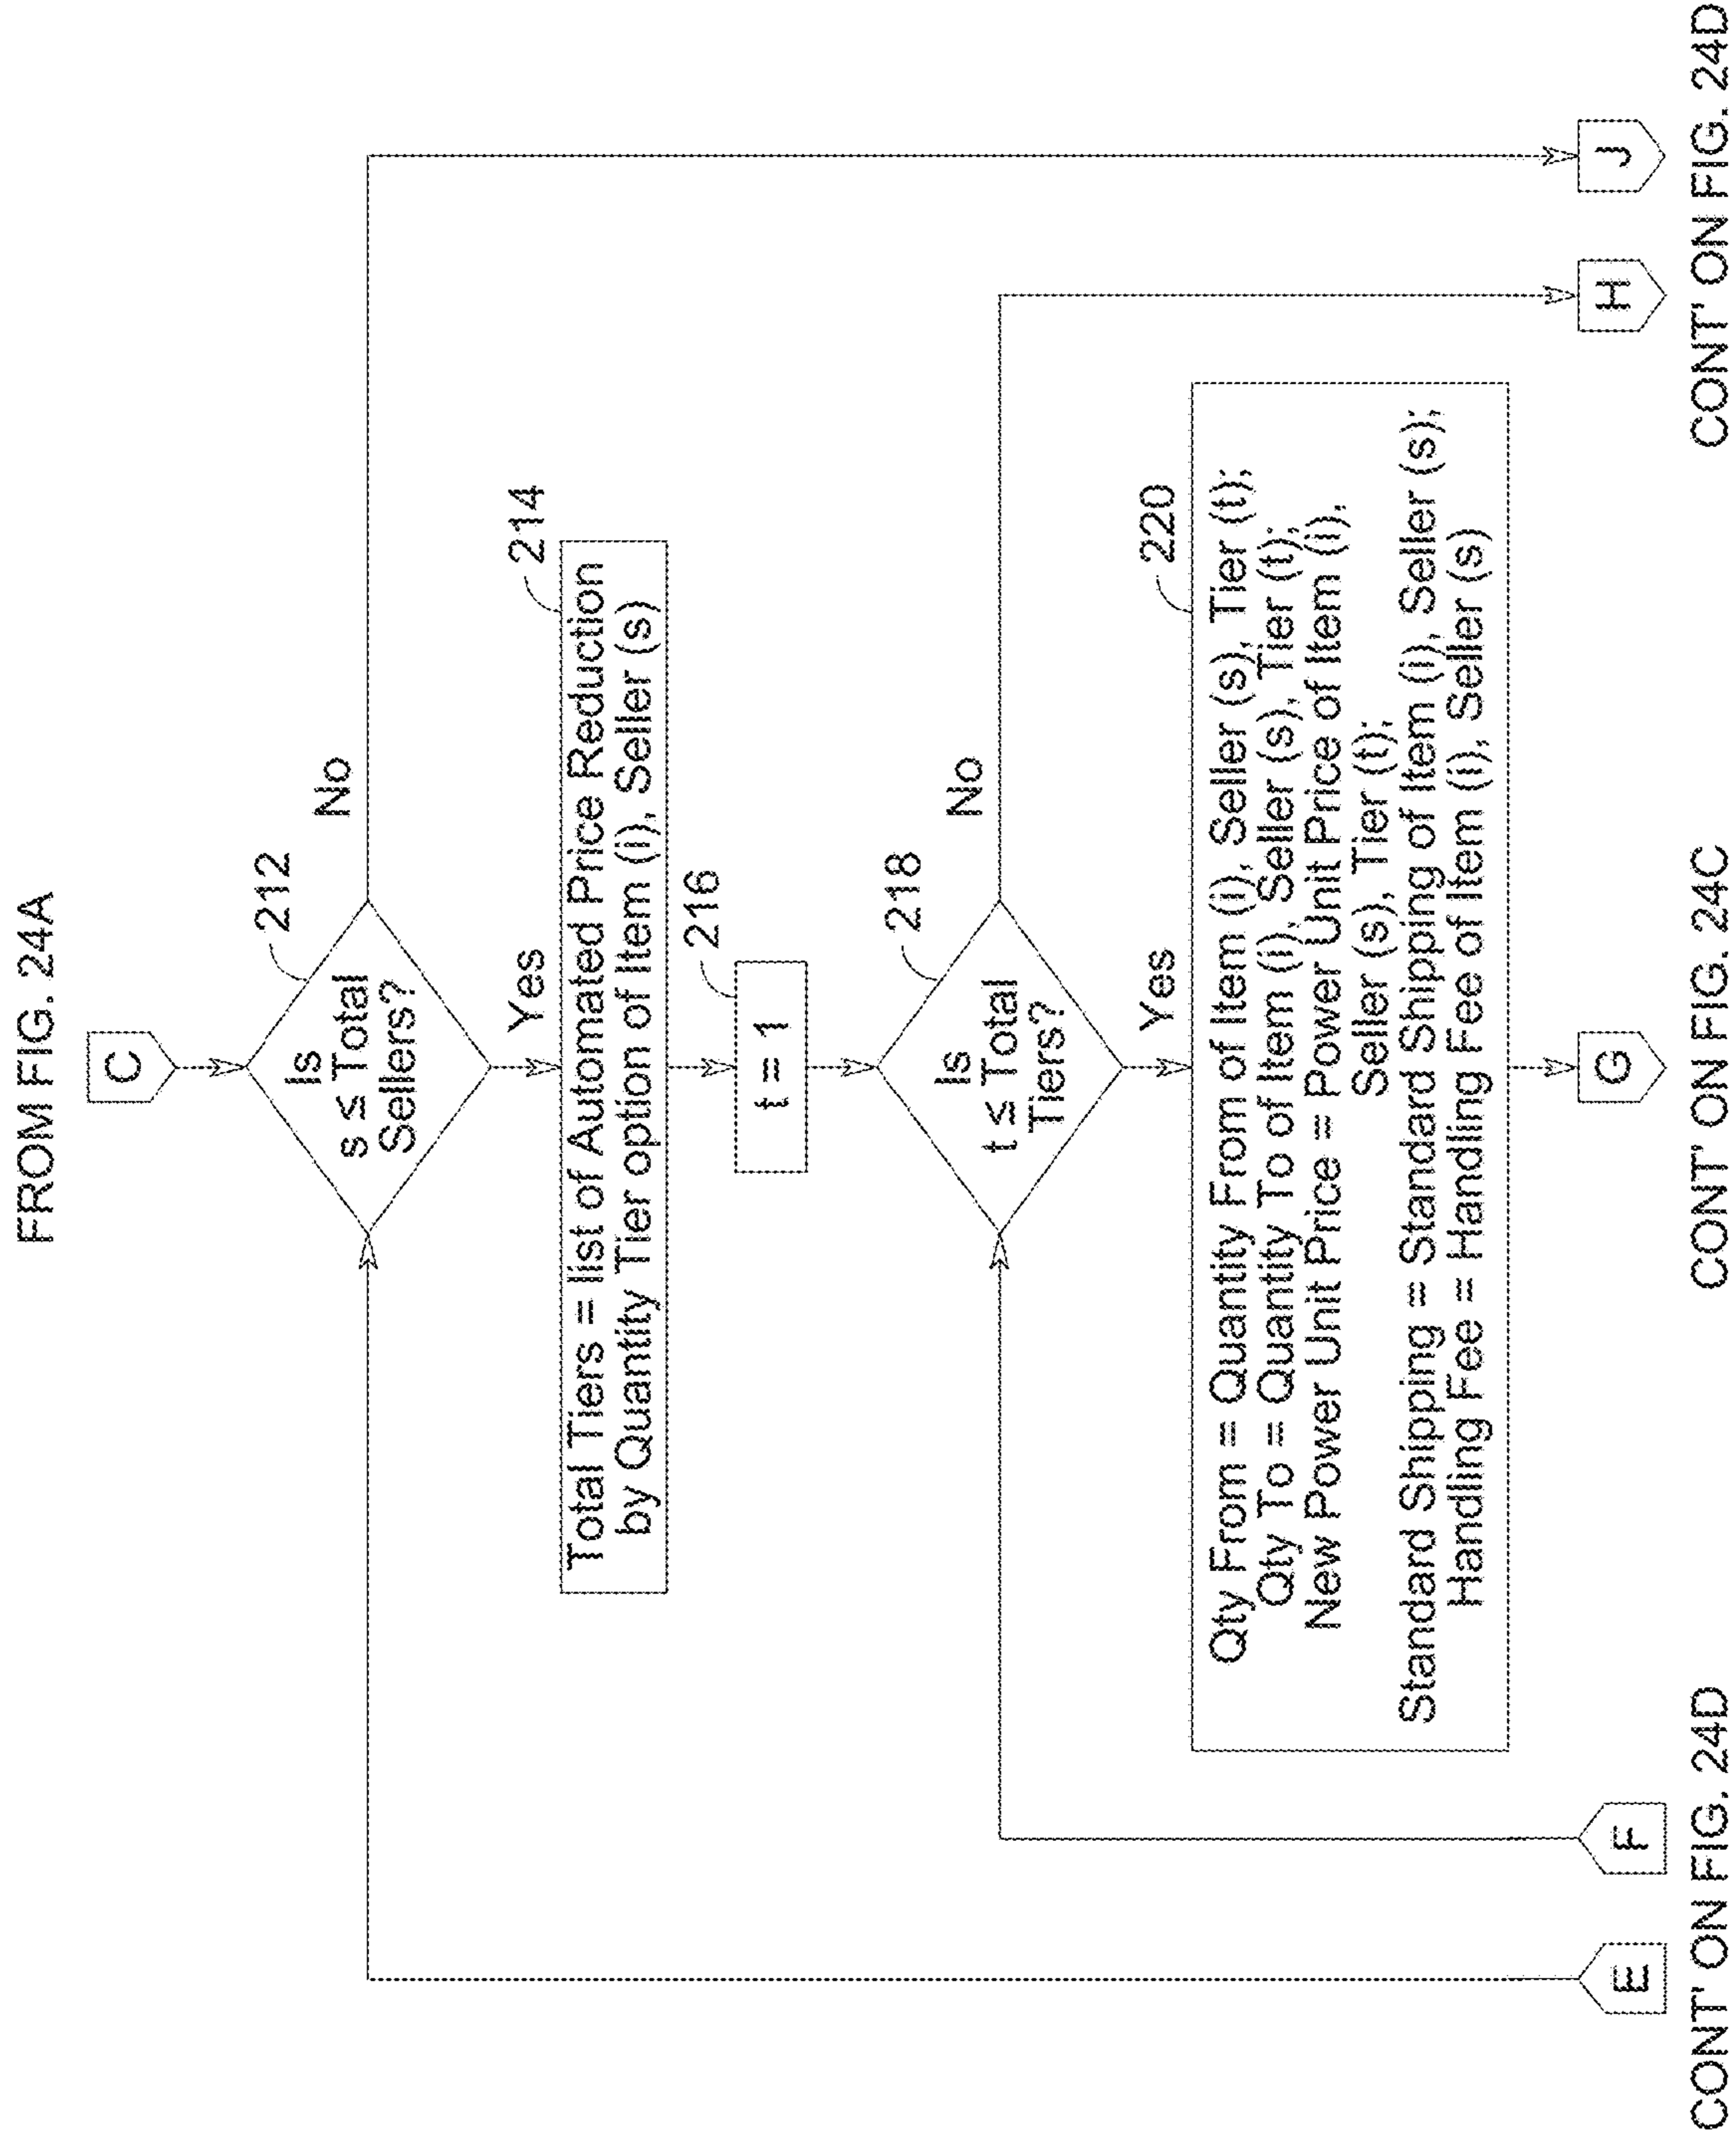 FROM FIG. 24A
C
212
Is
s ≤ Total
Sellers?
No
Yes
214
Total Tiers = list of Automated Price Reduction
by Quantity Tier option of Item (i), Seller (s)
216
t = 1
218
Is
t ≤ Total
Tiers?
No
Yes
220
Qty From = Quantity From of Item (i), Seller (s), Tier (t);
Qty To = Quantity To of Item (i), Seller (s), Tier (t);
New Power Unit Price = Power Unit Price of Item (i),
Seller (s), Tier (t);
Standard Shipping = Standard Shipping of Item (i), Seller (s);
Handling Fee = Handling Fee of Item (i), Seller (s)
E
F
G
H
J
CONT' ON FIG. 24D
CONT' ON FIG. 24C
CONT' ON FIG. 24D